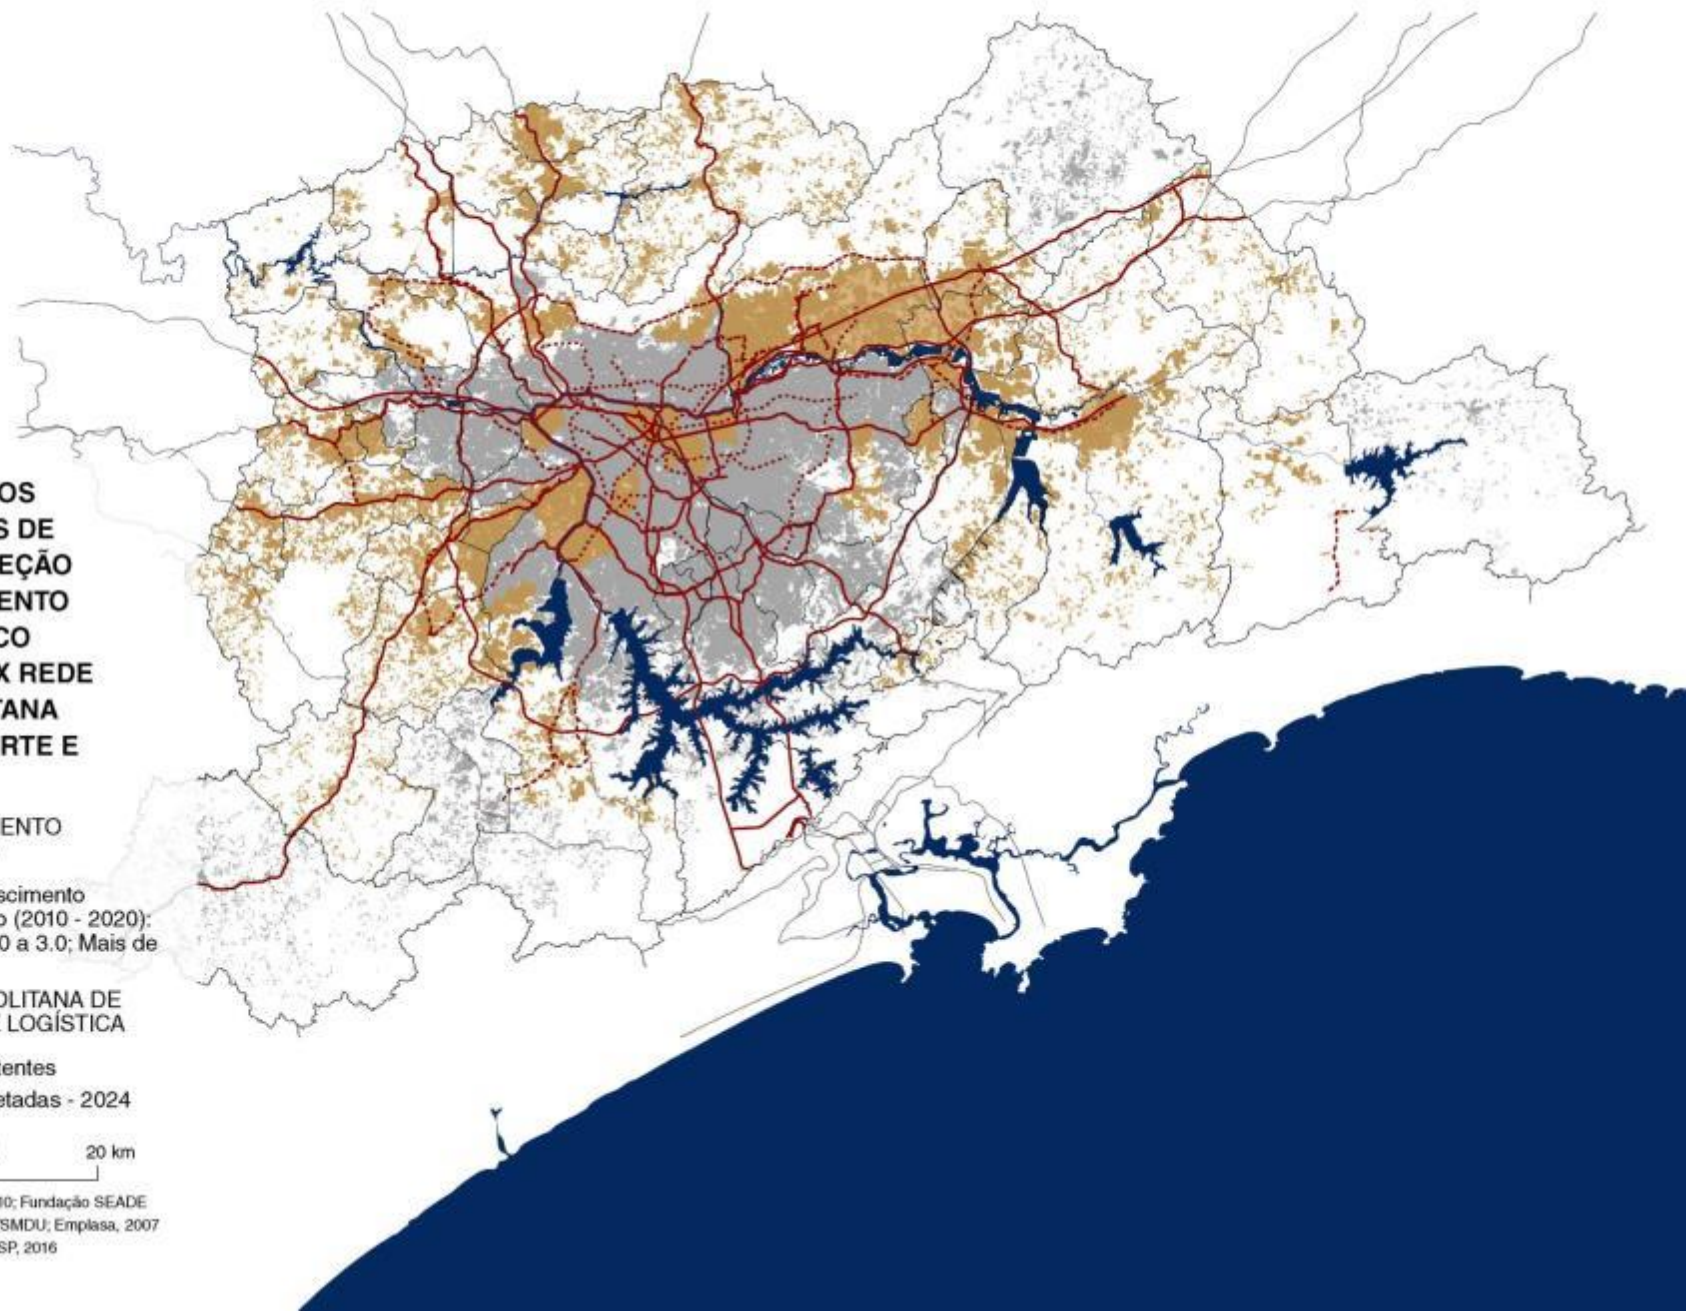 OS
S DE
EÇÃO
ENTO
CO
X REDE
TANA
RTE E
ENTO
scimento
o (2010 - 2020):
0 a 3.0; Mais de
OLITANA DE
E LOGÍSTICA
tentes
etadas - 2024
20 km
10; Fundação SEADE
/SMDU; Emplasa, 2007
SP, 2016